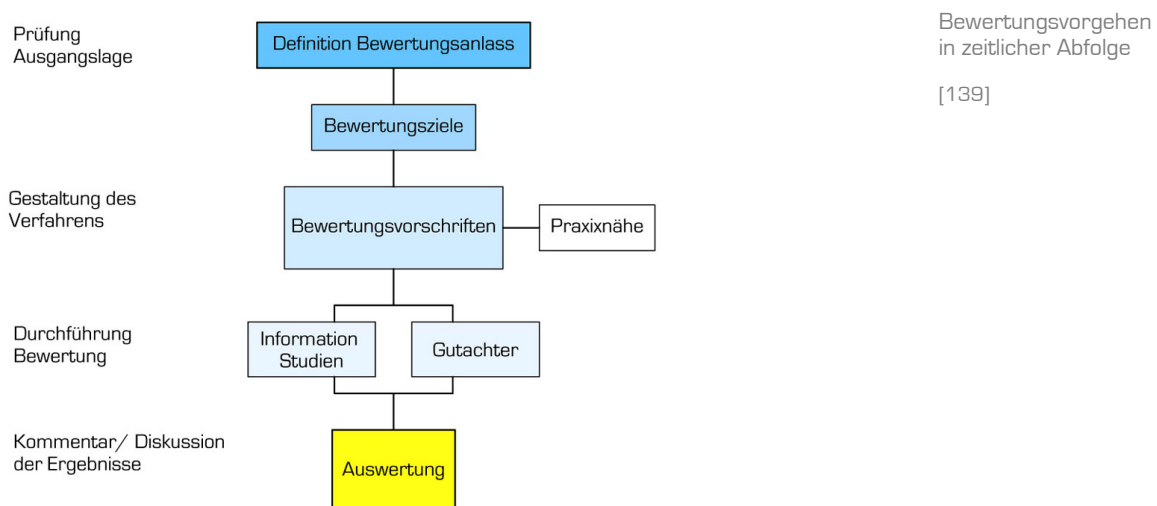 Prüfung
Ausgangslage
Definition Bewertungsanlass
Bewertungsvorgehen
in zeitlicher Abfolge
[139]
Bewertungsziele
Gestaltung des
Verfahrens
Bewertungsvorschriften
Praxixnähe
Durchführung
Bewertung
Information
Studien
Gutachter
Kommentar/ Diskussion
der Ergebnisse
Auswertung